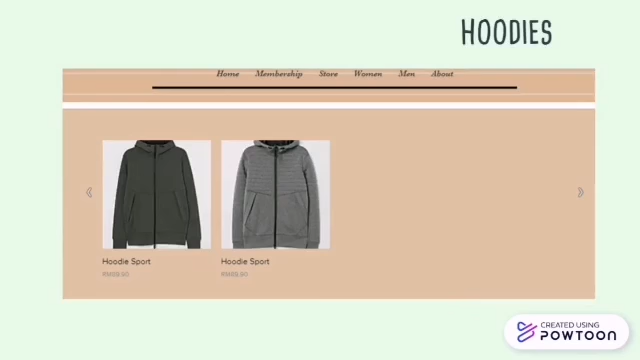 HOODIES
Home Membership Store Women Men About
Hoodie Sport Hoodie Sport
CREATED USING
POWTOON